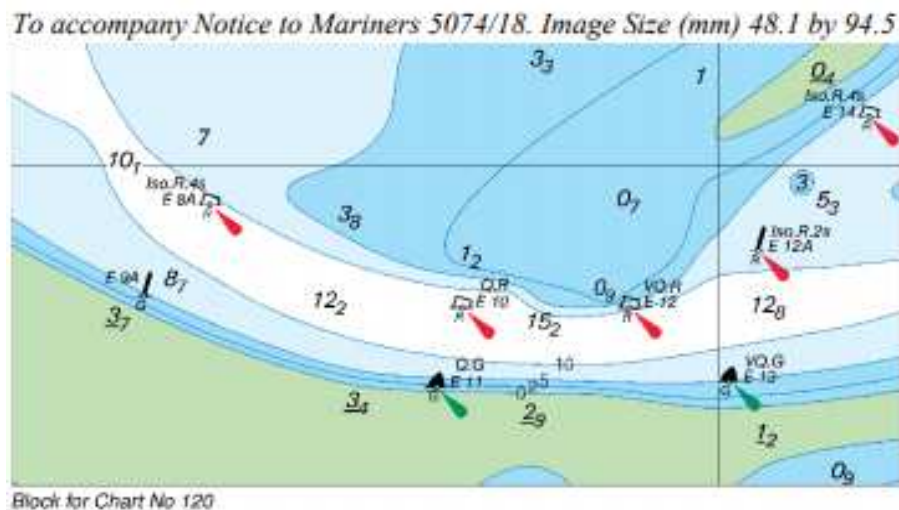 To accompany Notice to Mariners 5074/18. Image Size (mm) 48.1 by 94.5
3₃
1
0₄
Iso.R.4s
E 14
R
7
10₁
Iso.R.4s
E 8A
R
3
5₃
3₈
0₇
Iso.R.2s
E 12A
R
1₂
E 9A
G
8₇
3₇
12₂
Q.R
E 10
R
15₂
0₉
VQ.R
E 12
R
12₈
Q.G
E 11
G
10
5
0
VQ.G
E 13
G
3₄
2₉
1₂
0₉
Block for Chart No 120